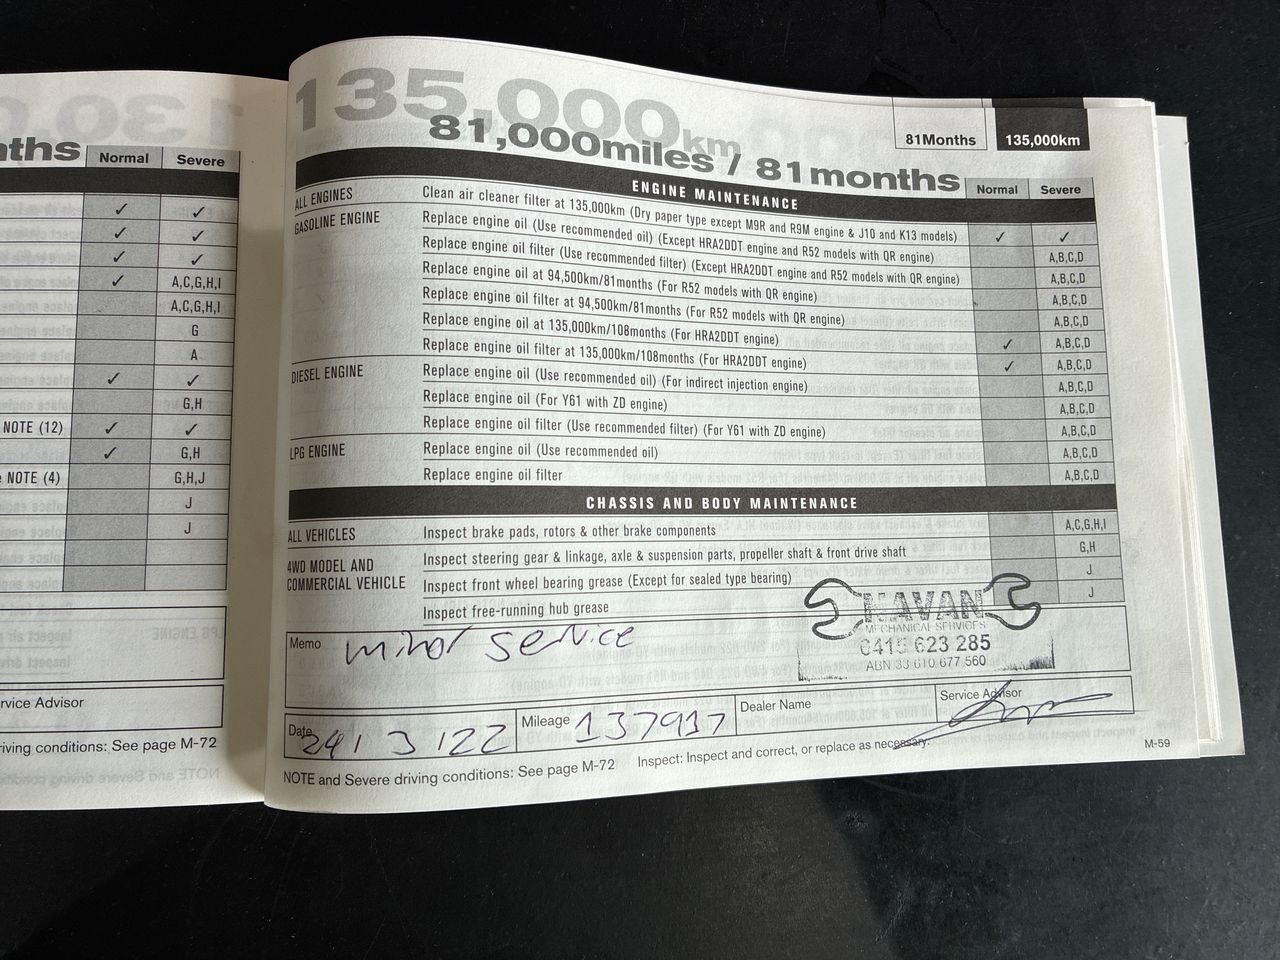 nths
Normal
Severe
✓ ✓
✓ ✓
✓ ✓
✓ A,C,G,H,I
A,C,G,H,I
G
A
✓ ✓
G,H
NOTE (12) ✓ ✓
✓ G,H
NOTE (4) G,H,J
J
J
rvice Advisor
riving conditions: See page M-72
135,000km
81,000miles / 81months
81Months
135,000km
ENGINE MAINTENANCE Normal Severe
ALL ENGINES Clean air cleaner filter at 135,000km (Dry paper type except M9R and R9M engine & J10 and K13 models) ✓ ✓
GASOLINE ENGINE Replace engine oil (Use recommended oil) (Except HRA2DDT engine and R52 models with QR engine) A,B,C,D
Replace engine oil filter (Use recommended filter) (Except HRA2DDT engine and R52 models with QR engine) A,B,C,D
Replace engine oil at 94,500km/81months (For R52 models with QR engine) A,B,C,D
Replace engine oil filter at 94,500km/81months (For R52 models with QR engine) A,B,C,D
Replace engine oil at 135,000km/108months (For HRA2DDT engine) ✓ A,B,C,D
Replace engine oil filter at 135,000km/108months (For HRA2DDT engine) ✓ A,B,C,D
DIESEL ENGINE Replace engine oil (Use recommended oil) (For indirect injection engine) A,B,C,D
Replace engine oil (For Y61 with ZD engine) A,B,C,D
Replace engine oil filter (Use recommended filter) (For Y61 with ZD engine) A,B,C,D
LPG ENGINE Replace engine oil (Use recommended oil) A,B,C,D
Replace engine oil filter A,B,C,D
CHASSIS AND BODY MAINTENANCE
ALL VEHICLES Inspect brake pads, rotors & other brake components A,C,G,H,I
4WD MODEL AND COMMERCIAL VEHICLE Inspect steering gear & linkage, axle & suspension parts, propeller shaft & front drive shaft G,H
Inspect front wheel bearing grease (Except for sealed type bearing) J
Inspect free-running hub grease J
Memo minor service
NAVAN
MECHANICAL SERVICES
0415 623 285
ABN 33 610 677 560
Date 24 / 3 / 22 Mileage 137917 Dealer Name Service Advisor
NOTE and Severe driving conditions: See page M-72 Inspect: Inspect and correct, or replace as necessary.
M-59